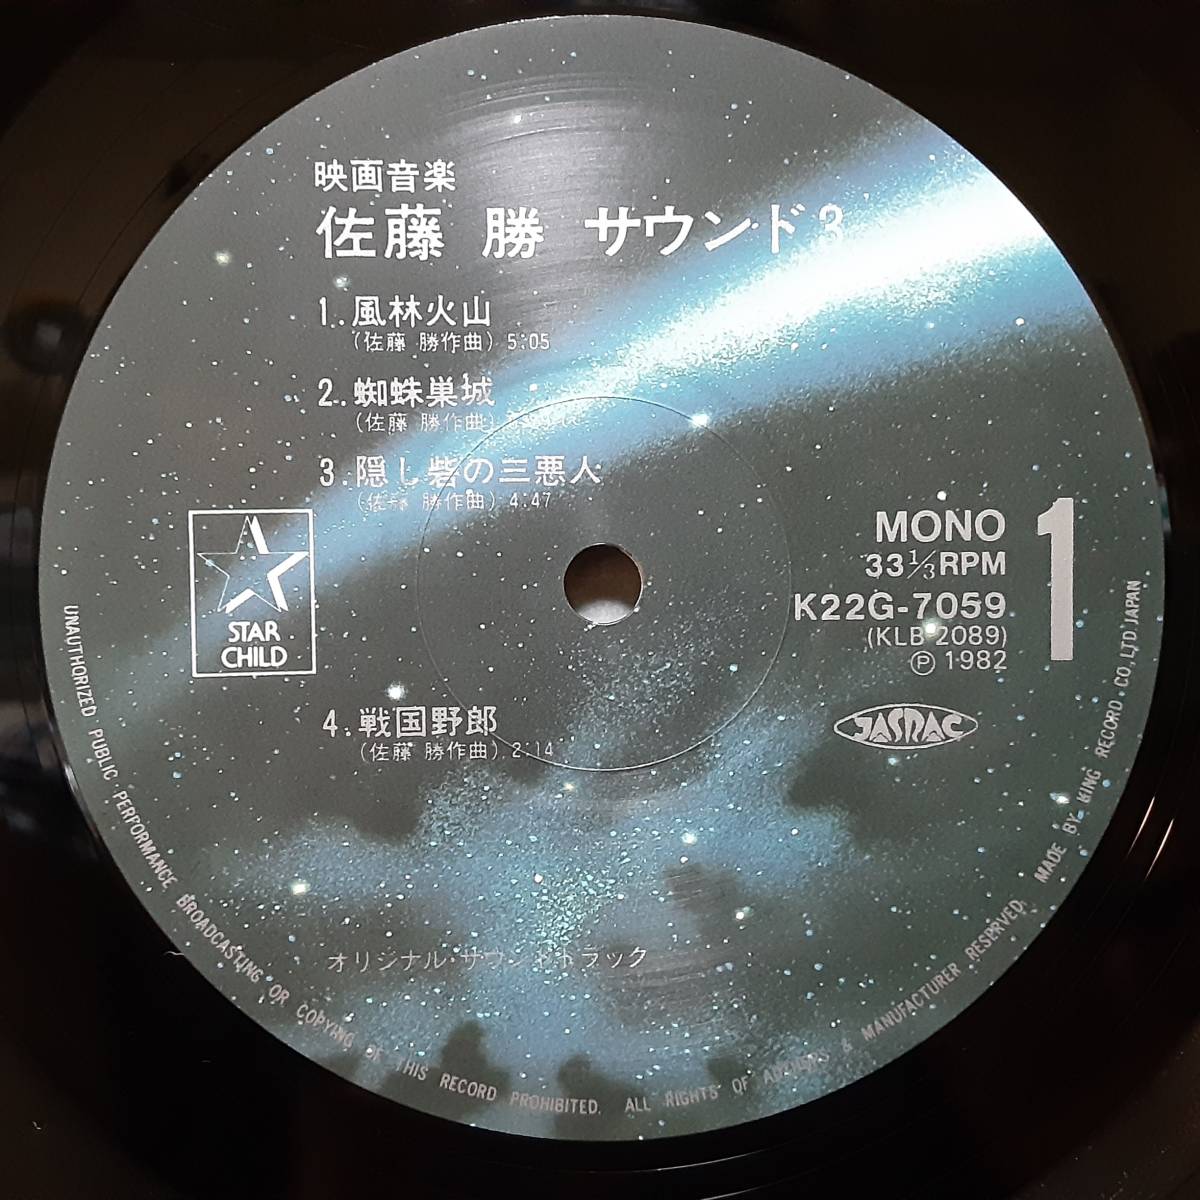 映画音楽
佐藤 勝 サウンド3
1.風林火山
(佐藤 勝作曲) 5:05
2.蜘蛛巣城
(佐藤 勝作曲)
3.隠し砦の三悪人
(佐藤 勝作曲) 4:47
STAR
CHILD
MONO
33 1/3 RPM
K22G-7059
(KLB 2089)
Ⓟ 1982
1
4.戦国野郎
(佐藤 勝作曲) 2:14
JASRAC
オリジナル・サウンドトラック
UNAUTHORIZED PUBLIC PERFORMANCE BROADCASTING OR COPYING OF THIS RECORD PROHIBITED. ALL RIGHTS OF AUTHORS & MANUFACTURER RESERVED. MADE BY KING RECORD CO., LTD. JAPAN